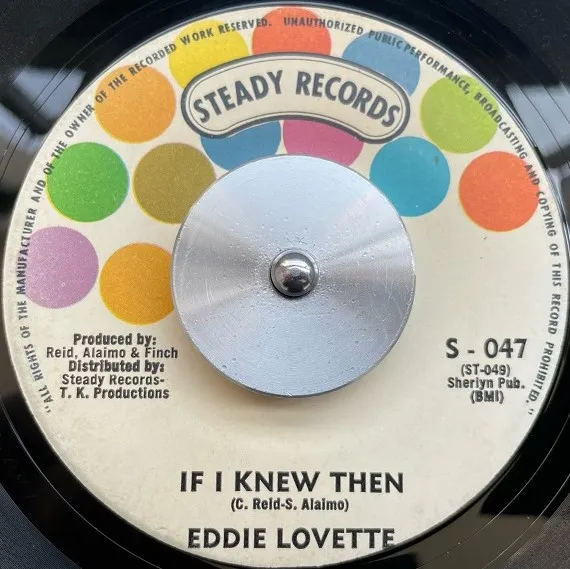 "ALL RIGHTS OF THE MANUFACTURER AND OF THE OWNER OF THE RECORDED WORK RESERVED. UNAUTHORIZED PUBLIC PERFORMANCE, BROADCASTING AND COPYING OF THIS RECORD PROHIBITED."
STEADY RECORDS
Produced by:
Reid, Alaimo & Finch
Distributed by:
Steady Records-
T. K. Productions
S - 047
(ST-049)
Sherlyn Pub.
(BMI)
IF I KNEW THEN
(C. Reid-S. Alaimo)
EDDIE LOVETTE